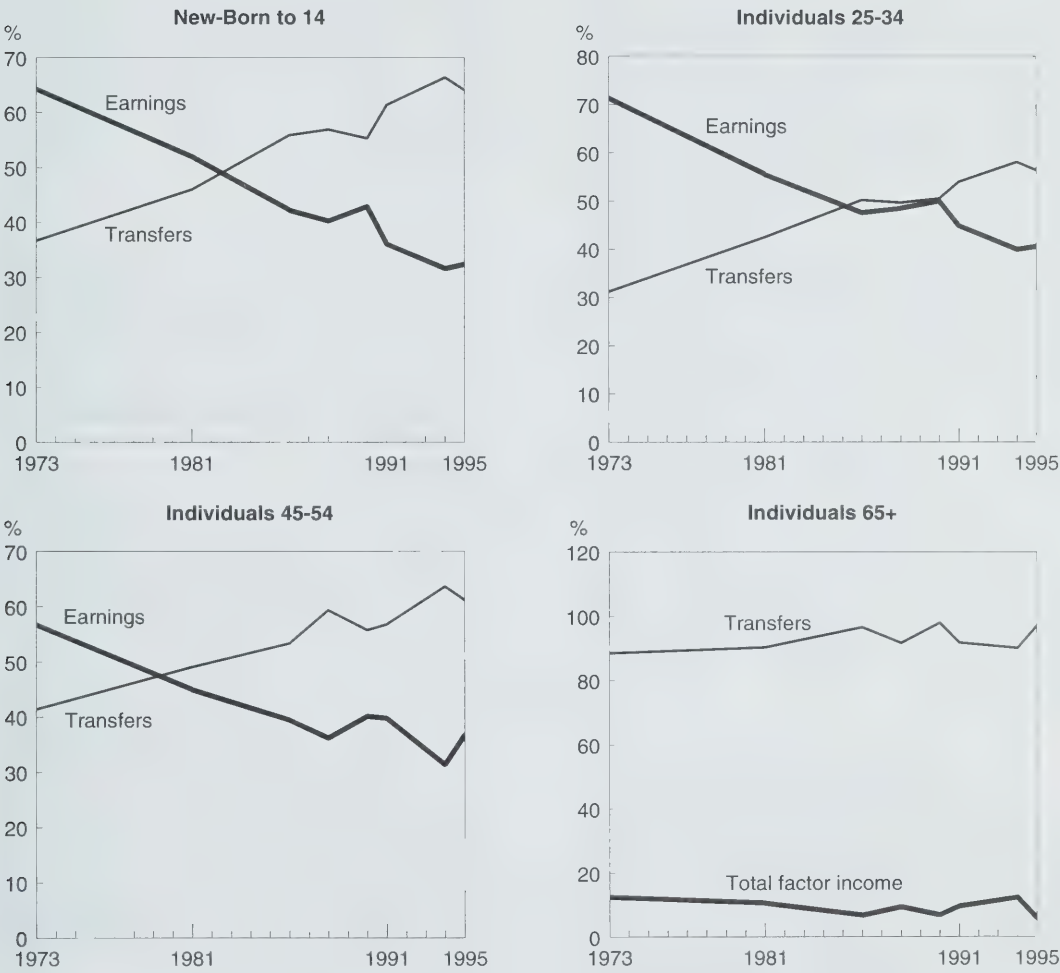 New-Born to 14
%
70
60
50
40
30
20
10
0
Earnings
Transfers
1973 1981 1991 1995
Individuals 25-34
%
80
70
60
50
40
30
20
10
0
Earnings
Transfers
1973 1981 1991 1995
Individuals 45-54
%
70
60
50
40
30
20
10
0
Earnings
Transfers
1973 1981 1991 1995
Individuals 65+
%
120
100
80
60
40
20
0
Transfers
Total factor income
1973 1981 1991 1995